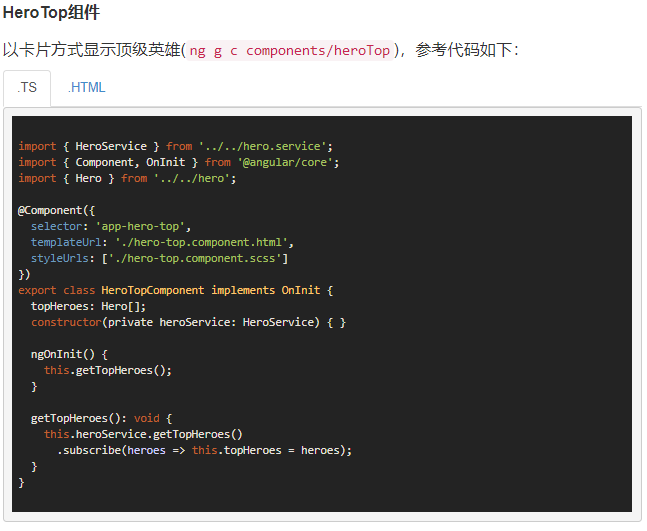 HeroTop组件
以卡片方式显示顶级英雄( ng g c components/heroTop )，参考代码如下：
.TS .HTML
import { HeroService } from '../../hero.service';
import { Component, OnInit } from '@angular/core';
import { Hero } from '../../hero';

@Component({
  selector: 'app-hero-top',
  templateUrl: './hero-top.component.html',
  styleUrls: ['./hero-top.component.scss']
})
export class HeroTopComponent implements OnInit {
  topHeroes: Hero[];
  constructor(private heroService: HeroService) { }

  ngOnInit() {
    this.getTopHeroes();
  }

  getTopHeroes(): void {
    this.heroService.getTopHeroes()
      .subscribe(heroes => this.topHeroes = heroes);
  }
}